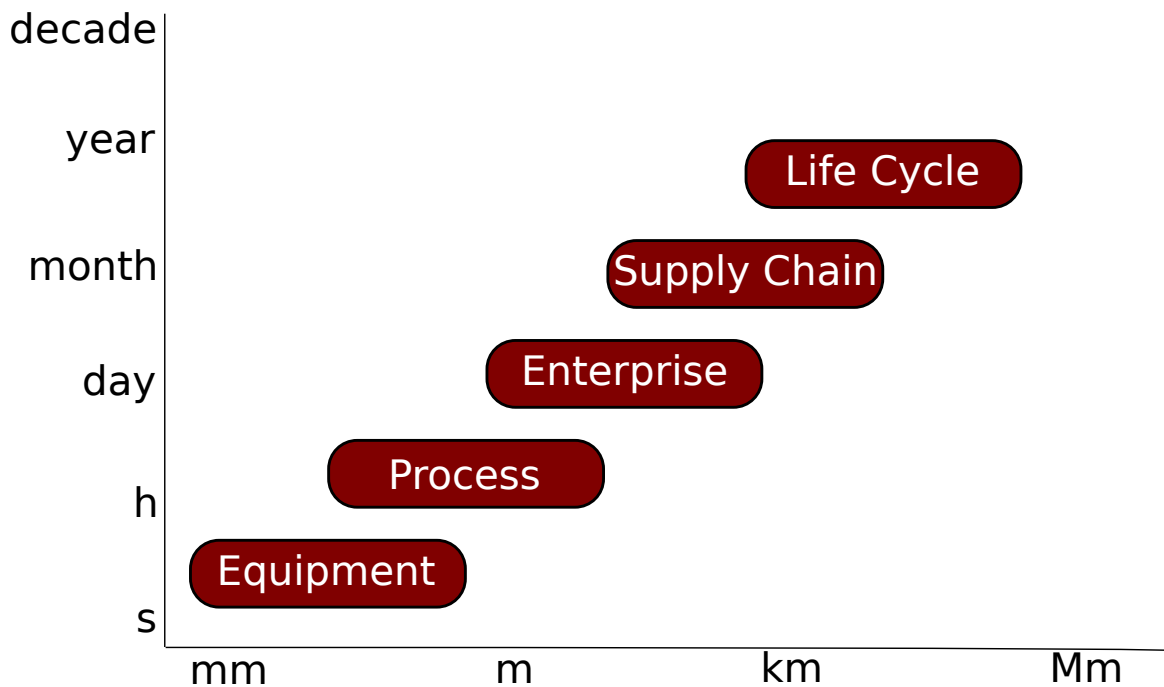 decade
year
Life Cycle
month
Supply Chain
day
Enterprise
Process
h
Equipment
s
mm m km Mm